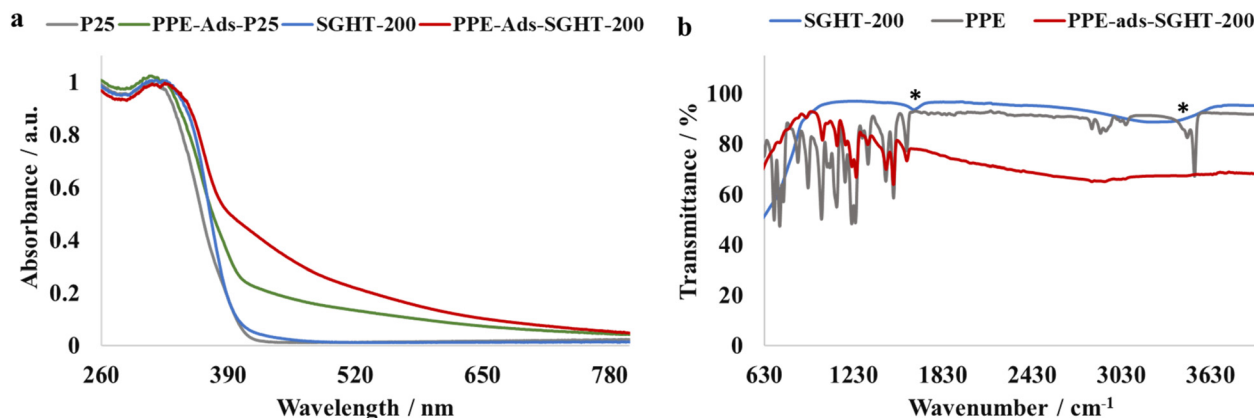 a
P25 PPE-Ads-P25 SGHT-200 PPE-Ads-SGHT-200
Absorbance / a.u.
1
0.8
0.6
0.4
0.2
0
260 390 520 650 780
Wavelength / nm
b
SGHT-200 PPE PPE-ads-SGHT-200
Transmittance / %
100
80
60
40
20
0
* *
630 1230 1830 2430 3030 3630
Wavenumber / cm⁻¹